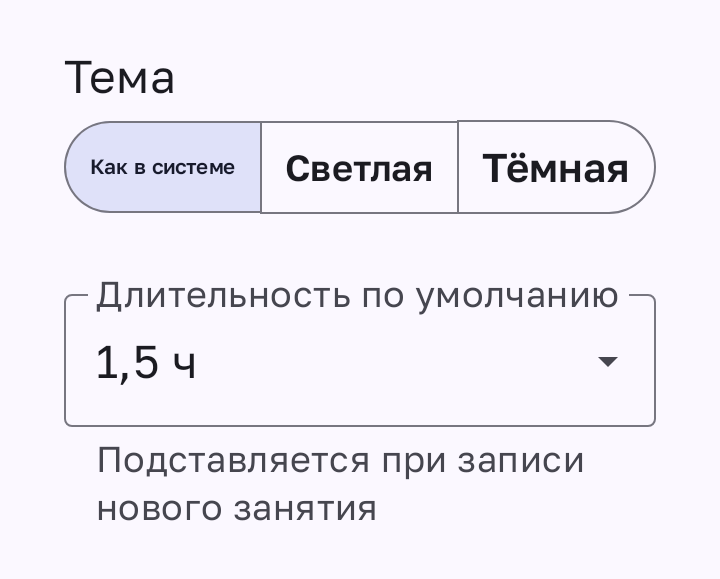 Тема
Как в системе Светлая Тёмная
Длительность по умолчанию
1,5 ч
Подставляется при записи
нового занятия